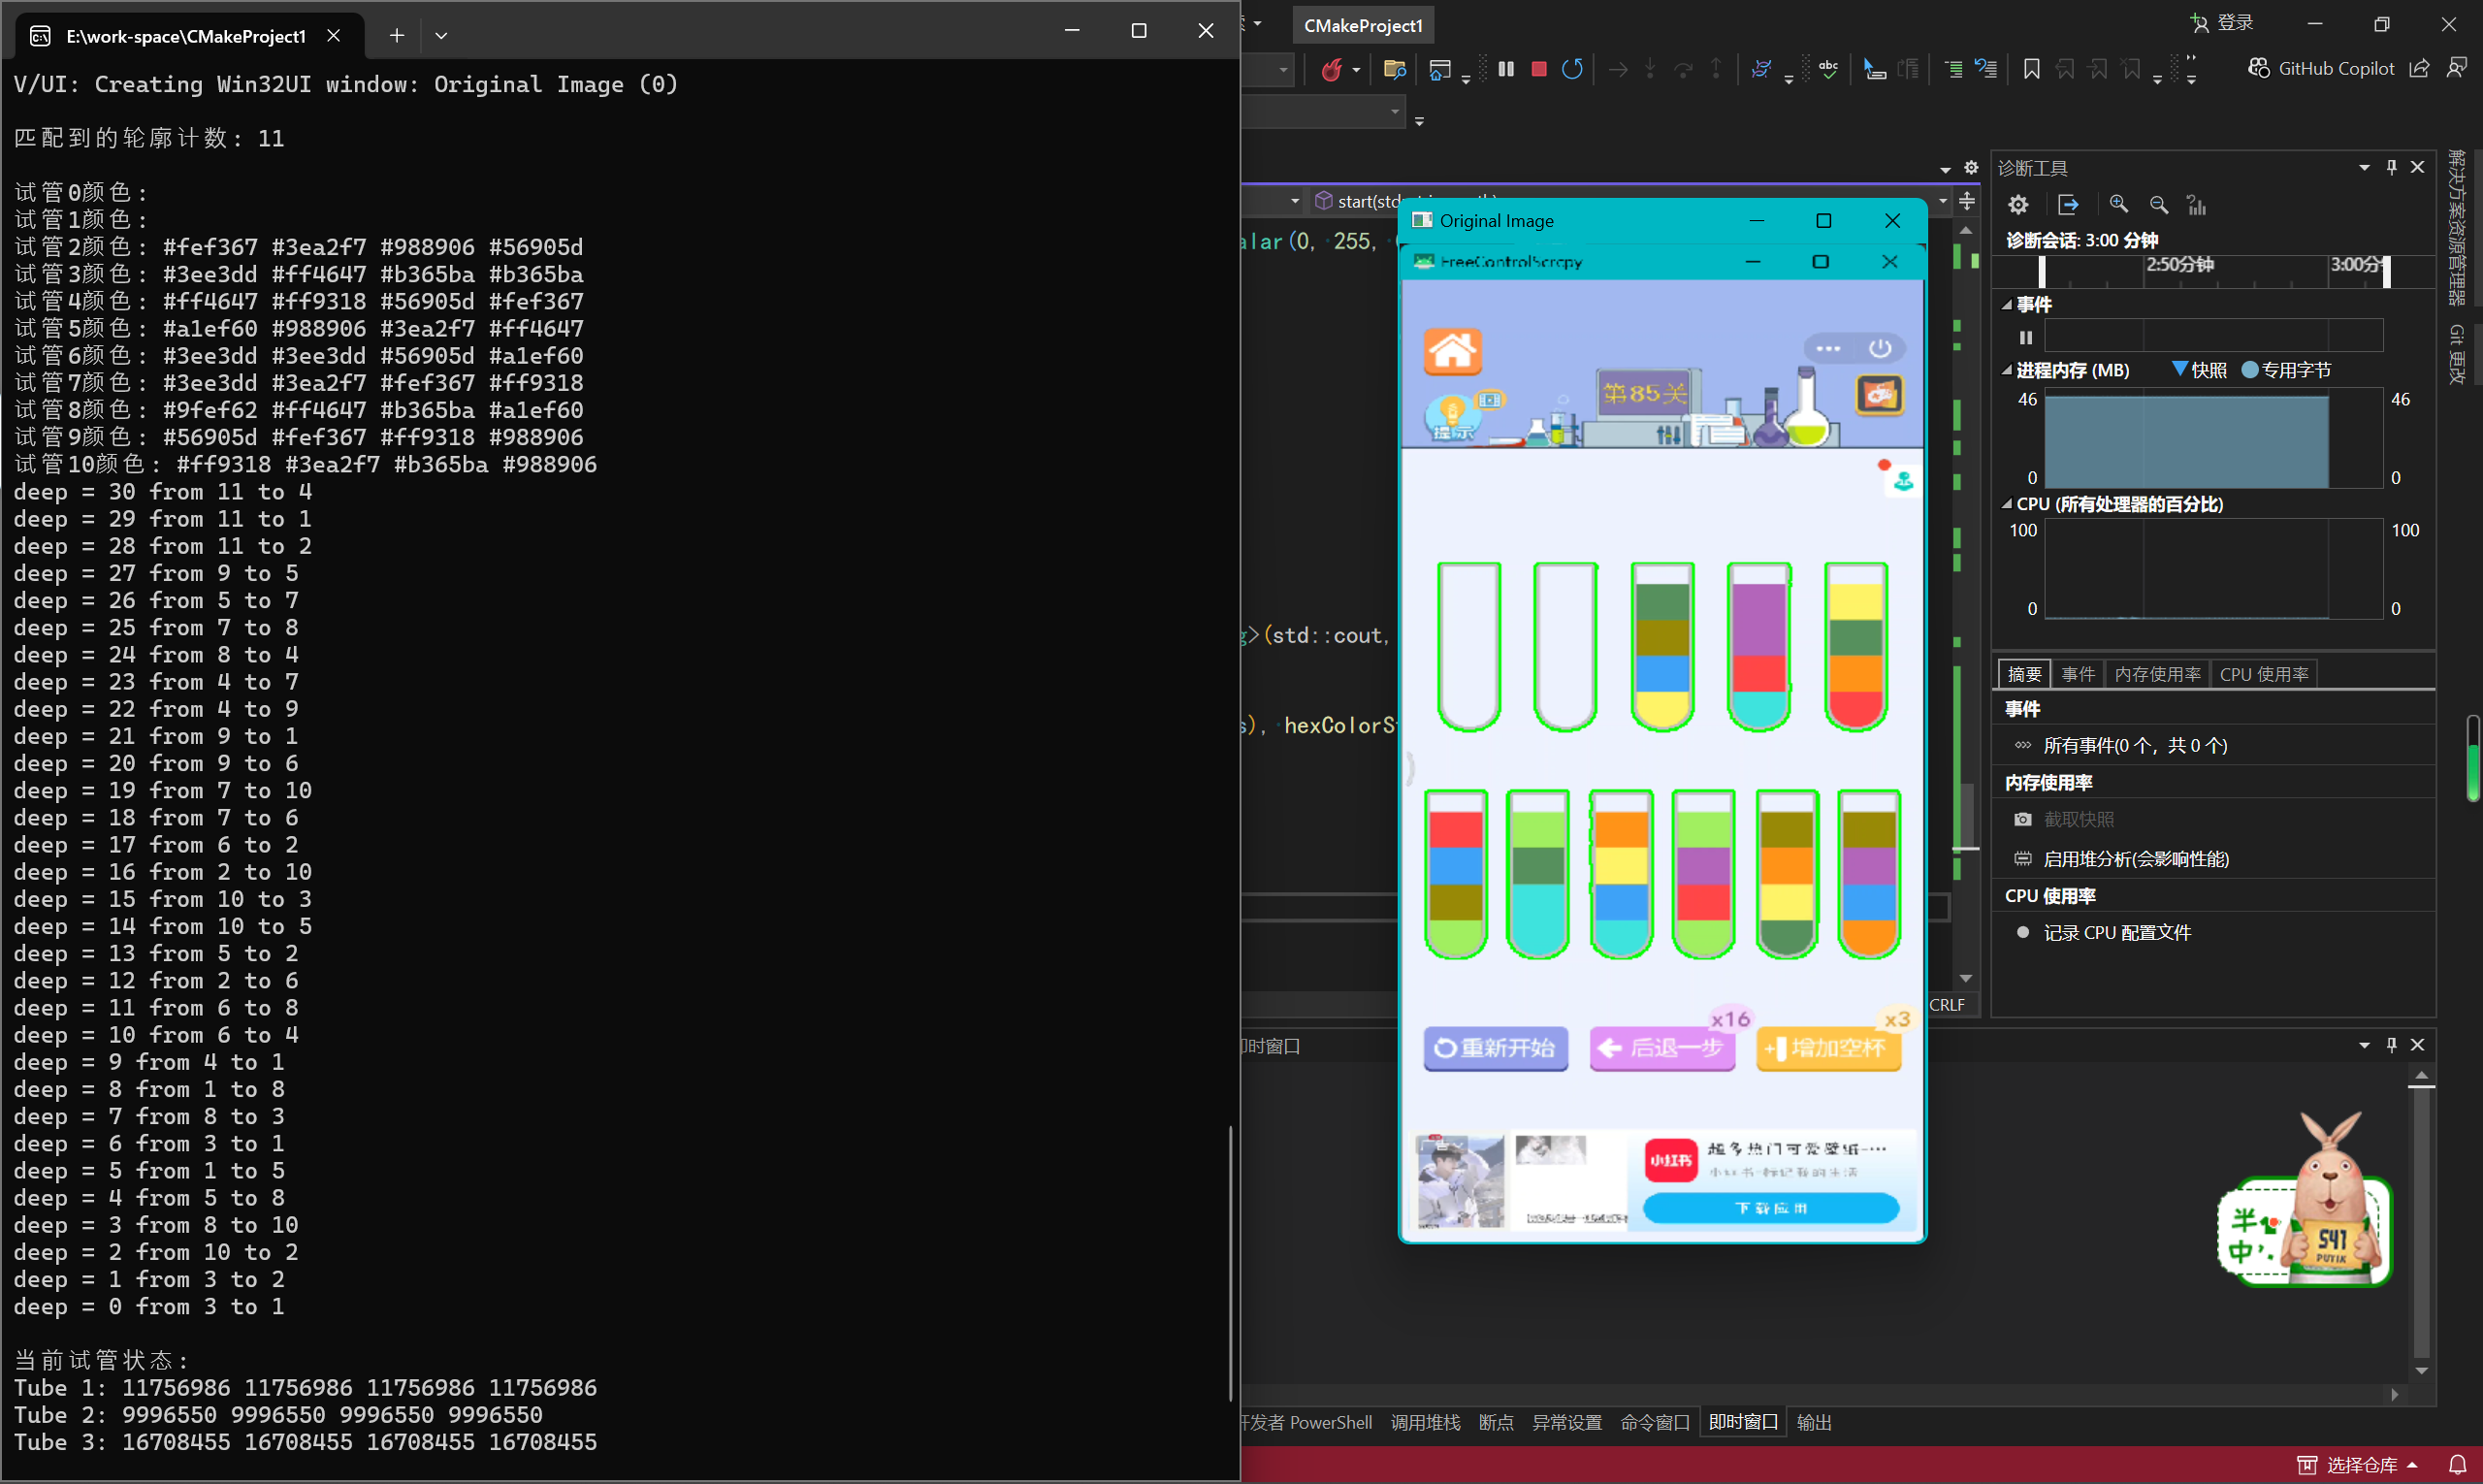 E:\work-space\CMakeProject1
V/UI: Creating Win32UI window: Original Image (0)
匹配到的轮廓计数: 11
试管0颜色:
试管1颜色:
试管2颜色: #fef367 #3ea2f7 #988906 #56905d
试管3颜色: #3ee3dd #ff4647 #b365ba #b365ba
试管4颜色: #ff4647 #ff9318 #56905d #fef367
试管5颜色: #a1ef60 #988906 #3ea2f7 #ff4647
试管6颜色: #3ee3dd #3ee3dd #56905d #a1ef60
试管7颜色: #3ee3dd #3ea2f7 #fef367 #ff9318
试管8颜色: #9fef62 #ff4647 #b365ba #a1ef60
试管9颜色: #56905d #fef367 #ff9318 #988906
试管10颜色: #ff9318 #3ea2f7 #b365ba #988906
deep = 30 from 11 to 4
deep = 29 from 11 to 1
deep = 28 from 11 to 2
deep = 27 from 9 to 5
deep = 26 from 5 to 7
deep = 25 from 7 to 8
deep = 24 from 8 to 4
deep = 23 from 4 to 7
deep = 22 from 4 to 9
deep = 21 from 9 to 1
deep = 20 from 9 to 6
deep = 19 from 7 to 10
deep = 18 from 7 to 6
deep = 17 from 6 to 2
deep = 16 from 2 to 10
deep = 15 from 10 to 3
deep = 14 from 10 to 5
deep = 13 from 5 to 2
deep = 12 from 2 to 6
deep = 11 from 6 to 8
deep = 10 from 6 to 4
deep = 9 from 4 to 1
deep = 8 from 1 to 8
deep = 7 from 8 to 3
deep = 6 from 3 to 1
deep = 5 from 1 to 5
deep = 4 from 5 to 8
deep = 3 from 8 to 10
deep = 2 from 10 to 2
deep = 1 from 3 to 2
deep = 0 from 3 to 1
当前试管状态:
Tube 1: 11756986 11756986 11756986 11756986
Tube 2: 9996550 9996550 9996550 9996550
Tube 3: 16708455 16708455 16708455 16708455
CMakeProject1
登录
GitHub Copilot
alar(0, 255,
>(std::cout,
), hexColorS
CRLF
即时窗口
Original Image
FreeControlScrcpy
第85关
提示
x16
x3
重新开始
后退一步
增加空杯
小红书
超多热门可爱壁纸···
小红书-标记我的生活
下载应用
诊断工具
诊断会话: 3:00 分钟
2:50分钟
3:00分
事件
进程内存 (MB)
快照
专用字节
46
46
0
0
CPU (所有处理器的百分比)
100
100
0
0
摘要
事件
内存使用率
CPU 使用率
事件
所有事件(0 个，共 0 个)
内存使用率
截取快照
启用堆分析(会影响性能)
CPU 使用率
记录 CPU 配置文件
解决方案资源管理器
Git 更改
半
中
541
PUTIK
开发者 PowerShell
调用堆栈
断点
异常设置
命令窗口
即时窗口
输出
选择仓库